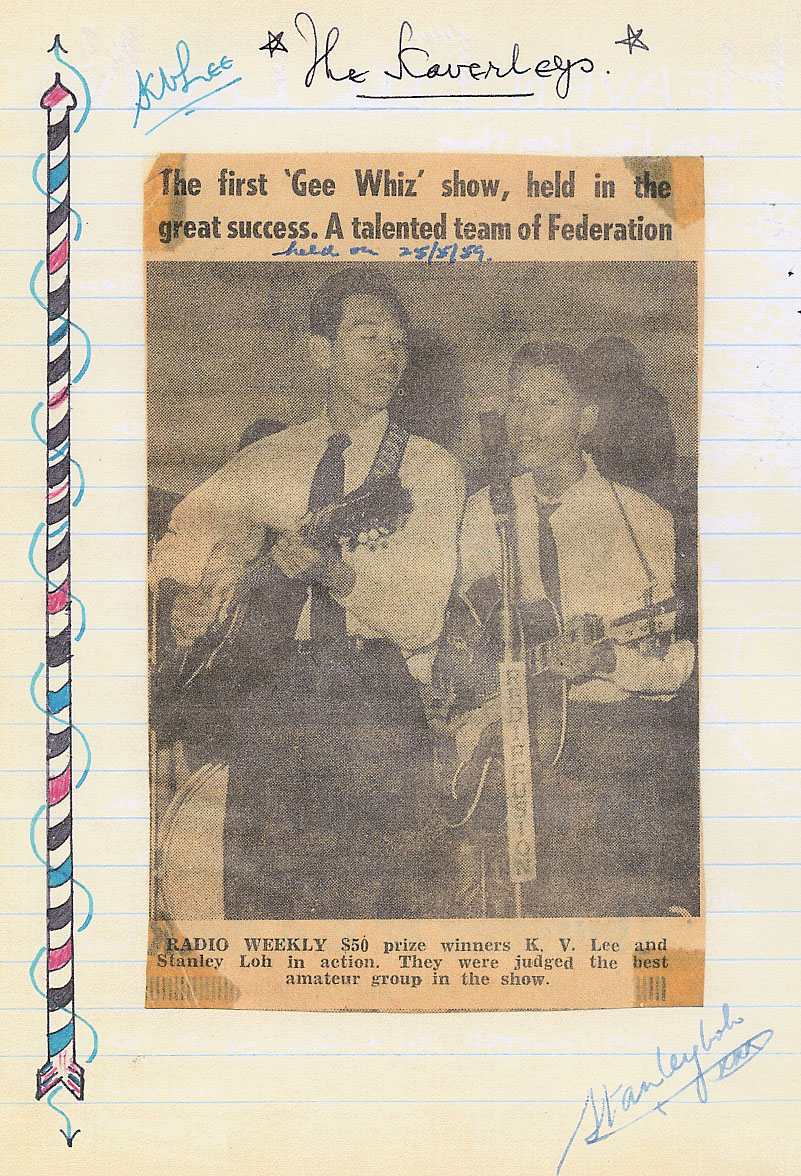 KVLee
The Kaverleys.
The first ‘Gee Whiz’ show, held in the
great success. A talented team of Federation
held on 25/5/59.
REDIFFUSION
RADIO WEEKLY $50 prize winners K. V. Lee and
Stanley Loh in action. They were judged the best
amateur group in the show.
Stanleyloh